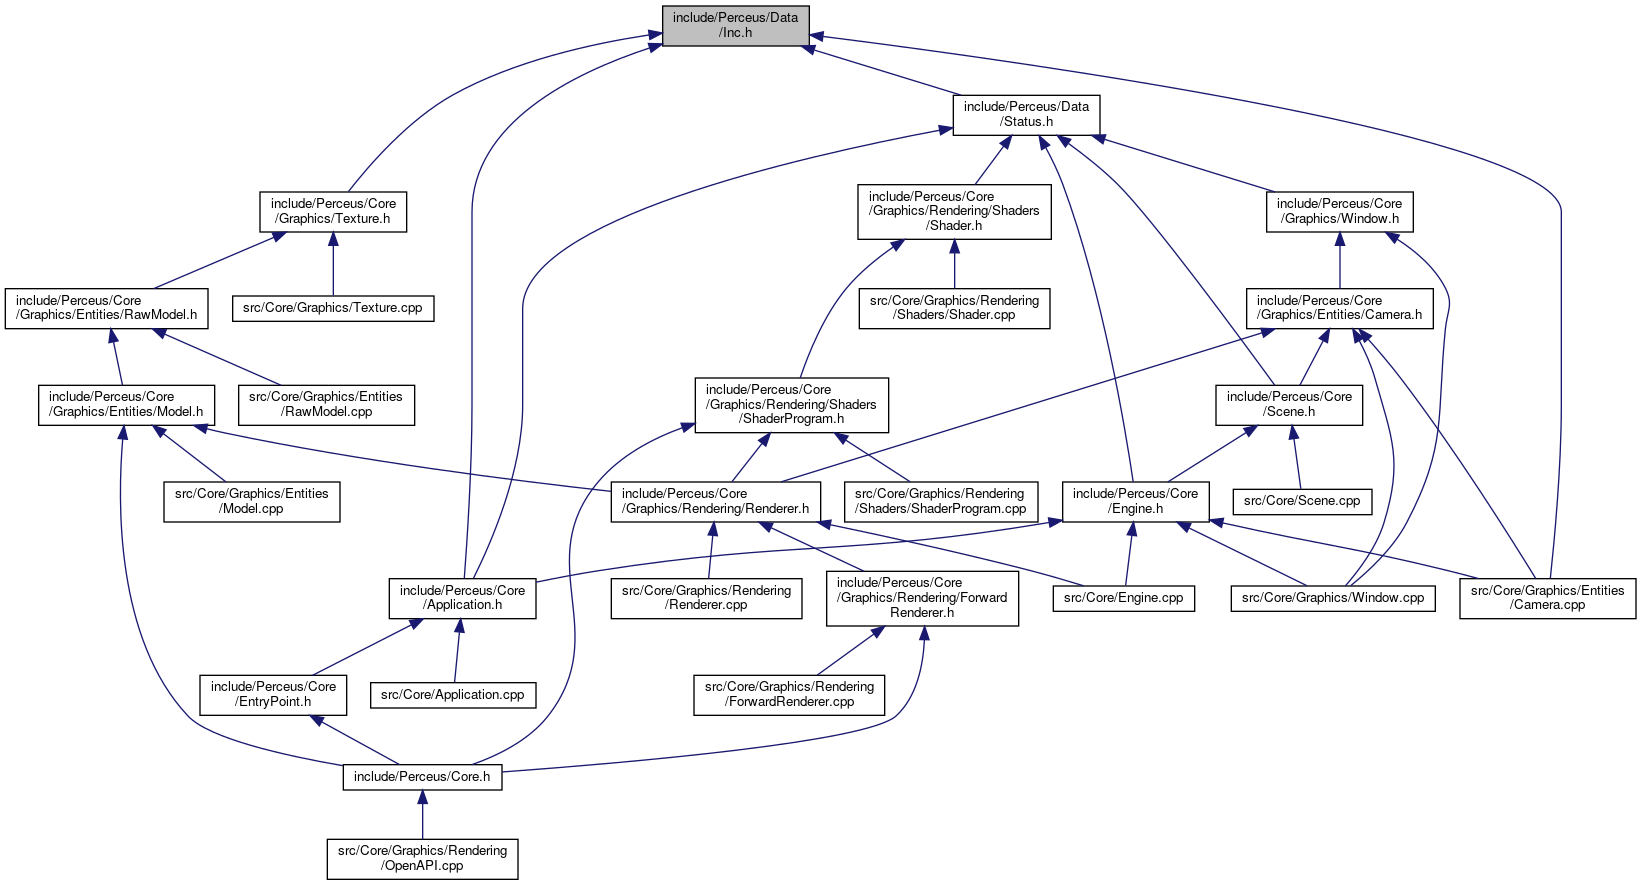 include/Perceus/Data
/Inc.h
include/Perceus/Data
/Status.h
include/Perceus/Core
/Graphics/Texture.h
include/Perceus/Core
/Graphics/Rendering/Shaders
/Shader.h
include/Perceus/Core
/Graphics/Window.h
include/Perceus/Core
/Graphics/Entities/RawModel.h
src/Core/Graphics/Texture.cpp
src/Core/Graphics/Rendering
/Shaders/Shader.cpp
include/Perceus/Core
/Graphics/Entities/Camera.h
include/Perceus/Core
/Graphics/Entities/Model.h
src/Core/Graphics/Entities
/RawModel.cpp
include/Perceus/Core
/Graphics/Rendering/Shaders
/ShaderProgram.h
include/Perceus/Core
/Scene.h
src/Core/Graphics/Entities
/Model.cpp
include/Perceus/Core
/Graphics/Rendering/Renderer.h
src/Core/Graphics/Rendering
/Shaders/ShaderProgram.cpp
include/Perceus/Core
/Engine.h
src/Core/Scene.cpp
include/Perceus/Core
/Application.h
src/Core/Graphics/Rendering
/Renderer.cpp
include/Perceus/Core
/Graphics/Rendering/Forward
Renderer.h
src/Core/Engine.cpp
src/Core/Graphics/Window.cpp
src/Core/Graphics/Entities
/Camera.cpp
include/Perceus/Core
/EntryPoint.h
src/Core/Application.cpp
src/Core/Graphics/Rendering
/ForwardRenderer.cpp
include/Perceus/Core.h
src/Core/Graphics/Rendering
/OpenAPI.cpp